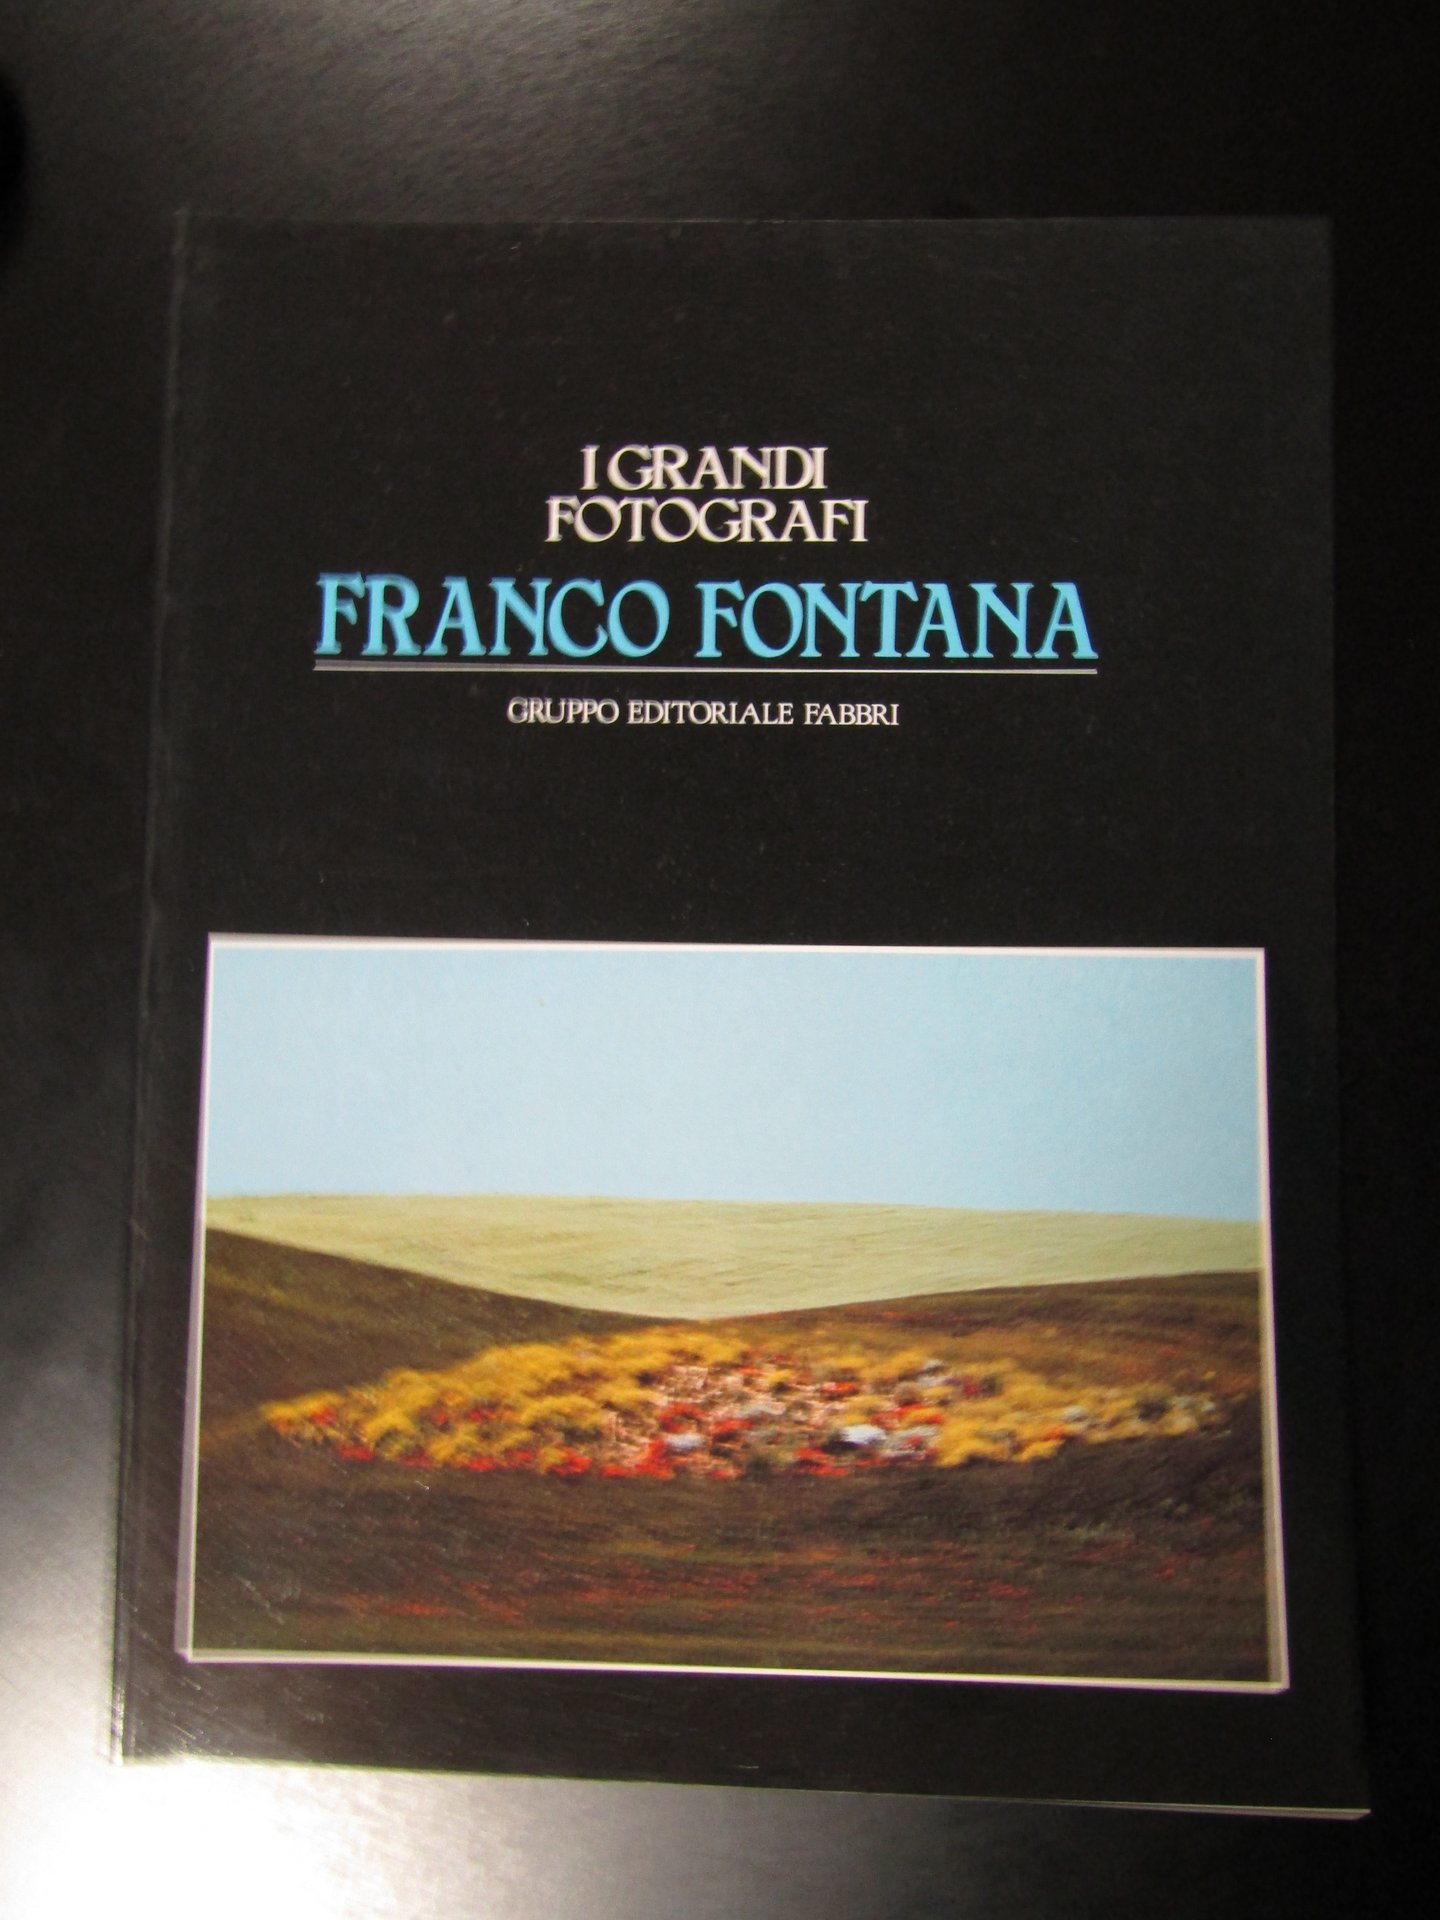 I GRANDI
FOTOGRAFI
FRANCO FONTANA
GRUPPO EDITORIALE FABBRI